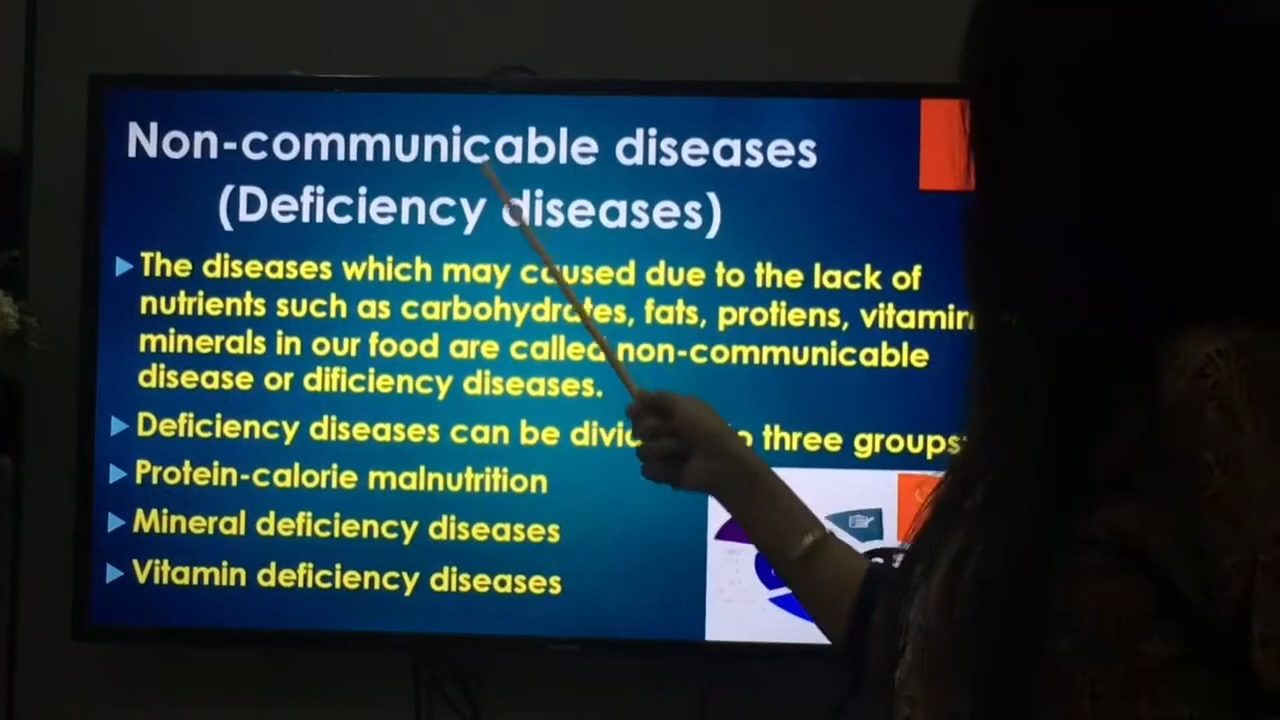 Non-communicable diseases
(Deficiency diseases)
The diseases which may caused due to the lack of
nutrients such as carbohydrates, fats, protiens, vitamin
minerals in our food are called non-communicable
disease or dificiency diseases.
Deficiency diseases can be three groups
Protein-calorie malnutrition
Mineral deficiency diseases
Vitamin deficiency diseases